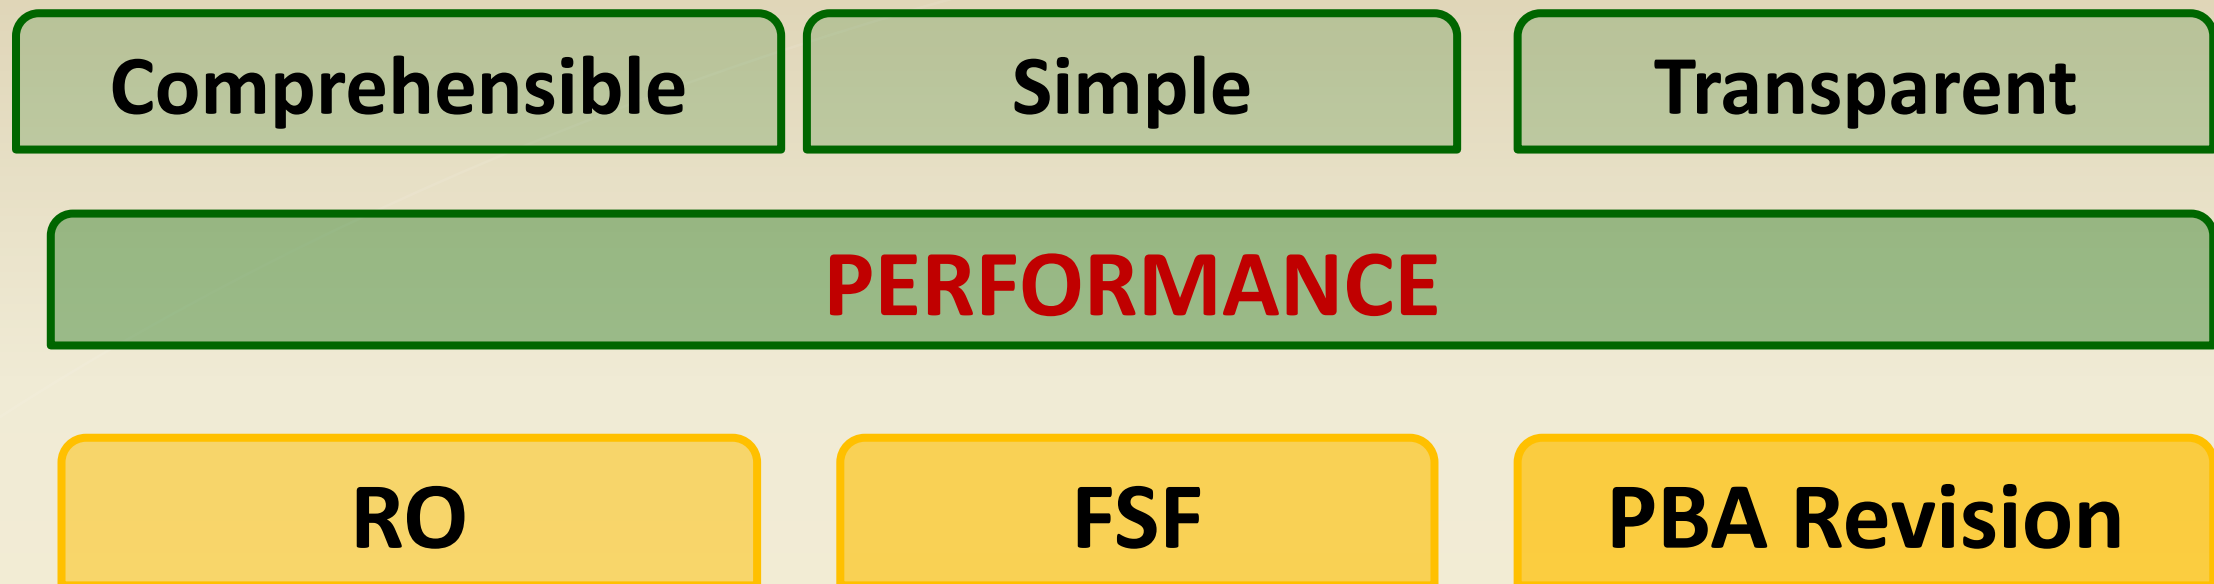 Comprehensible Simple Transparent
PERFORMANCE
RO FSF PBA Revision